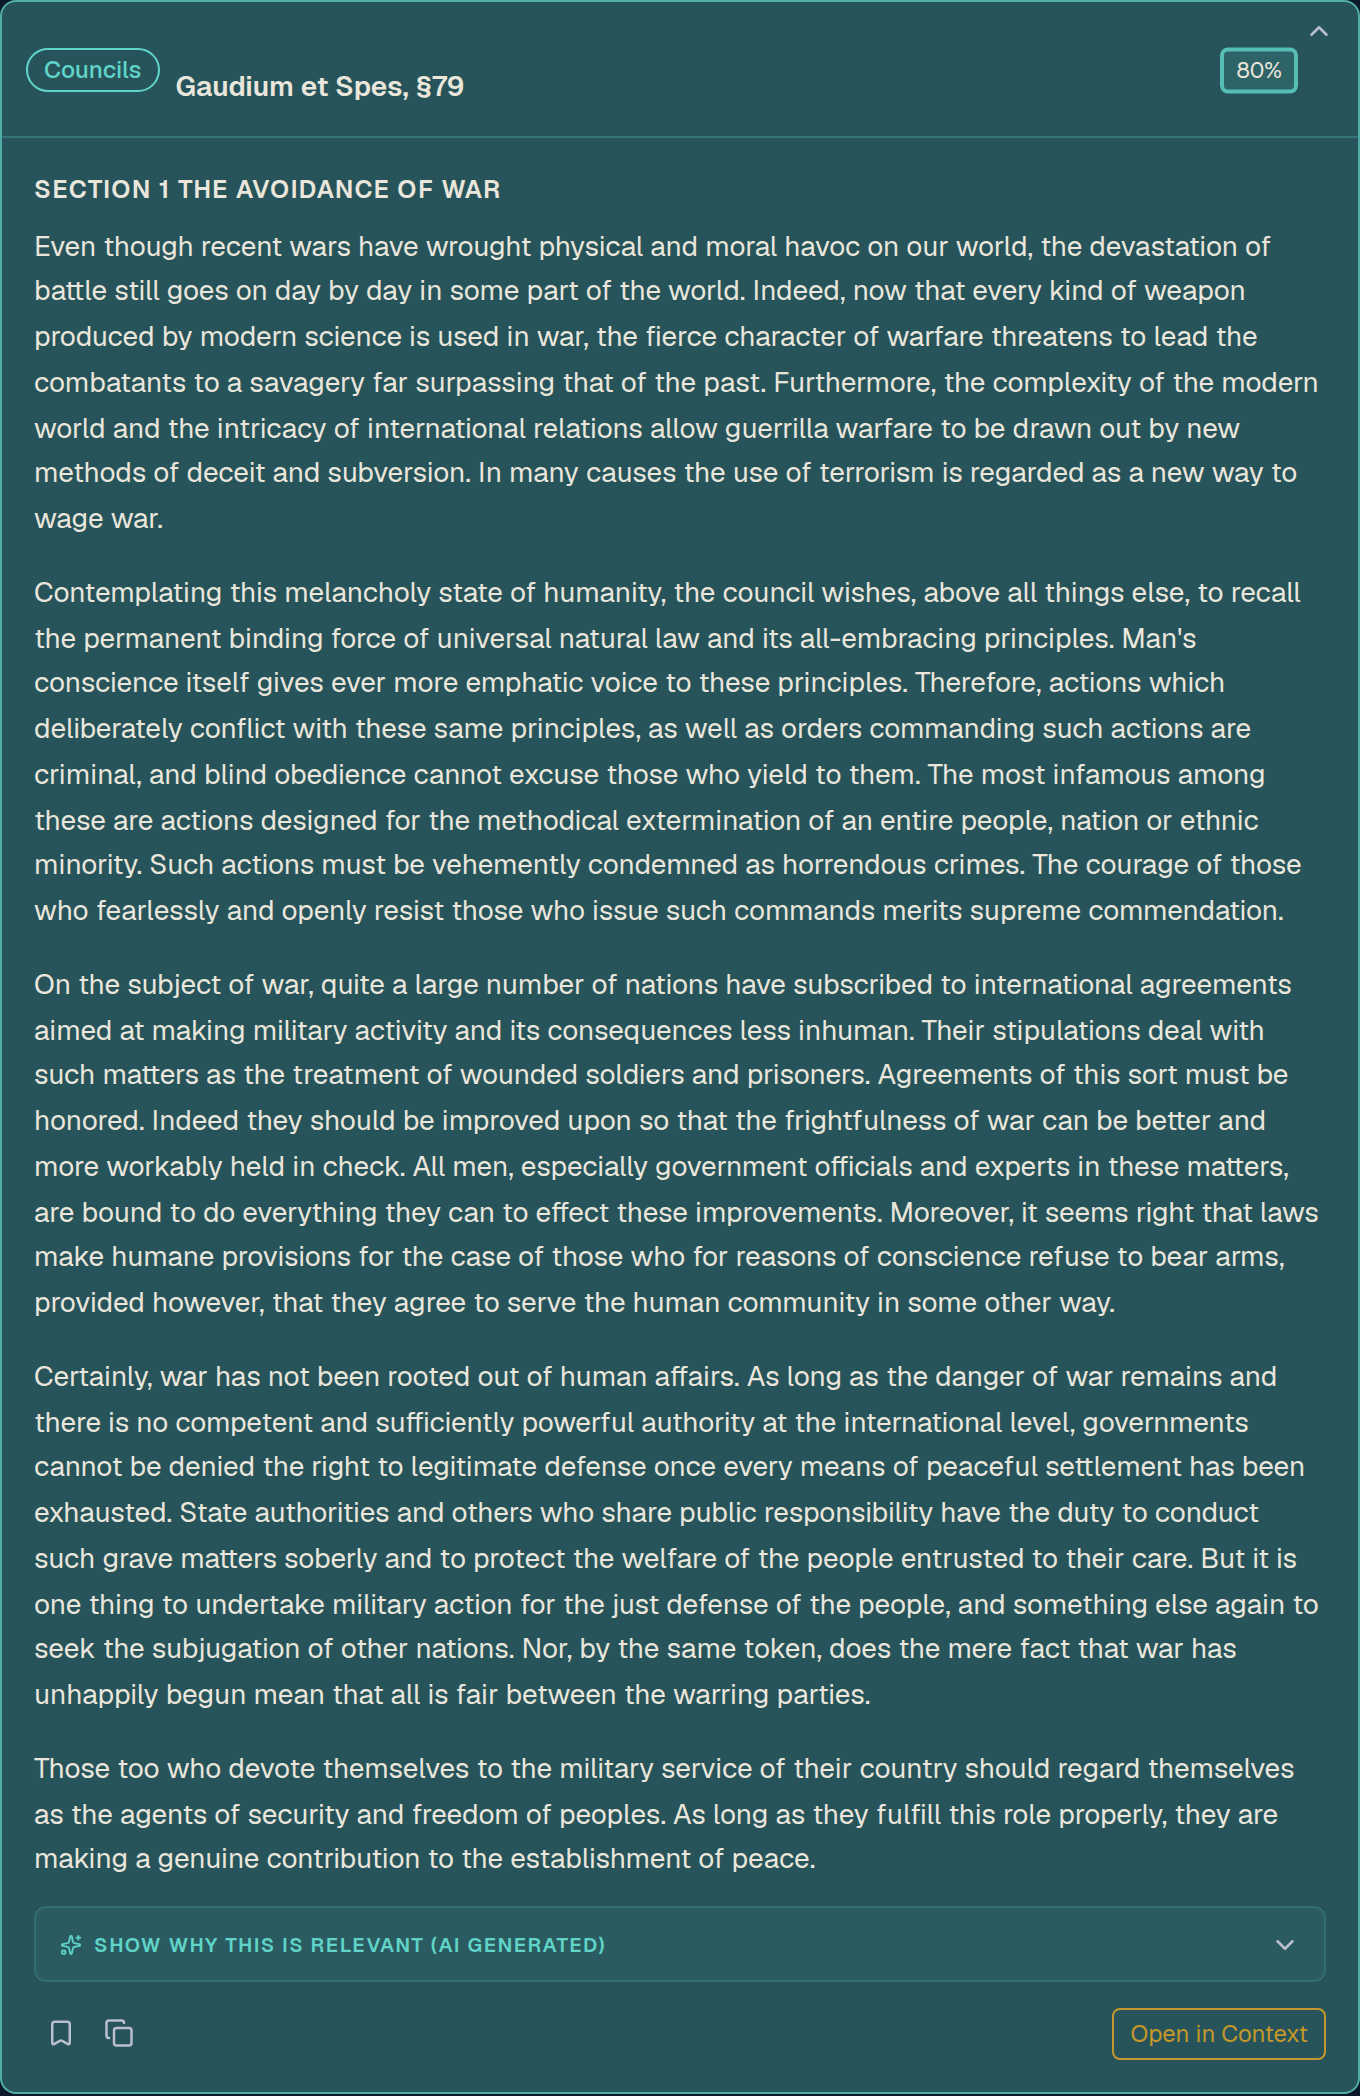 Councils
Gaudium et Spes, §79
80%
SECTION 1 THE AVOIDANCE OF WAR
Even though recent wars have wrought physical and moral havoc on our world, the devastation of
battle still goes on day by day in some part of the world. Indeed, now that every kind of weapon
produced by modern science is used in war, the fierce character of warfare threatens to lead the
combatants to a savagery far surpassing that of the past. Furthermore, the complexity of the modern
world and the intricacy of international relations allow guerrilla warfare to be drawn out by new
methods of deceit and subversion. In many causes the use of terrorism is regarded as a new way to
wage war.
Contemplating this melancholy state of humanity, the council wishes, above all things else, to recall
the permanent binding force of universal natural law and its all-embracing principles. Man's
conscience itself gives ever more emphatic voice to these principles. Therefore, actions which
deliberately conflict with these same principles, as well as orders commanding such actions are
criminal, and blind obedience cannot excuse those who yield to them. The most infamous among
these are actions designed for the methodical extermination of an entire people, nation or ethnic
minority. Such actions must be vehemently condemned as horrendous crimes. The courage of those
who fearlessly and openly resist those who issue such commands merits supreme commendation.
On the subject of war, quite a large number of nations have subscribed to international agreements
aimed at making military activity and its consequences less inhuman. Their stipulations deal with
such matters as the treatment of wounded soldiers and prisoners. Agreements of this sort must be
honored. Indeed they should be improved upon so that the frightfulness of war can be better and
more workably held in check. All men, especially government officials and experts in these matters,
are bound to do everything they can to effect these improvements. Moreover, it seems right that laws
make humane provisions for the case of those who for reasons of conscience refuse to bear arms,
provided however, that they agree to serve the human community in some other way.
Certainly, war has not been rooted out of human affairs. As long as the danger of war remains and
there is no competent and sufficiently powerful authority at the international level, governments
cannot be denied the right to legitimate defense once every means of peaceful settlement has been
exhausted. State authorities and others who share public responsibility have the duty to conduct
such grave matters soberly and to protect the welfare of the people entrusted to their care. But it is
one thing to undertake military action for the just defense of the people, and something else again to
seek the subjugation of other nations. Nor, by the same token, does the mere fact that war has
unhappily begun mean that all is fair between the warring parties.
Those too who devote themselves to the military service of their country should regard themselves
as the agents of security and freedom of peoples. As long as they fulfill this role properly, they are
making a genuine contribution to the establishment of peace.
SHOW WHY THIS IS RELEVANT (AI GENERATED)
Open in Context